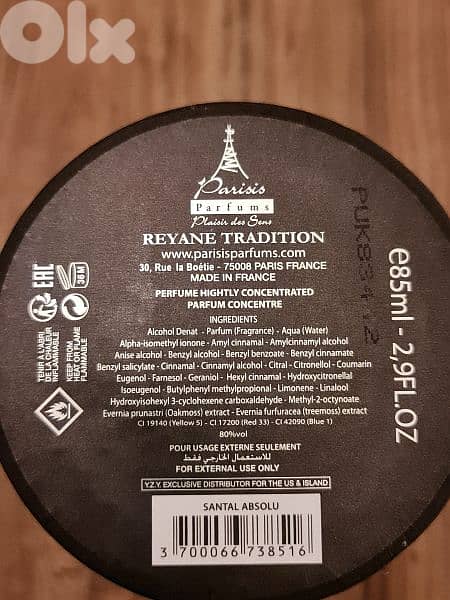 OLX
Parisis
Parfums
Plaisir des Sens
REYANE TRADITION
www.parisisparfums.com
30, Rue la Boëtie - 75008 PARIS FRANCE
MADE IN FRANCE
PERFUME HIGHTLY CONCENTRATED
PARFUM CONCENTRE
INGREDIENTS
Alcohol Denat - Parfum (Fragrance) - Aqua (Water)
Alpha-isomethyl ionone - Amyl cinnamal - Amylcinnamyl alcohol
Anise alcohol - Benzyl alcohol - Benzyl benzoate - Benzyl cinnamate
Benzyl salicylate - Cinnamal - Cinnamyl alcohol - Citral - Citronellol - Coumarin
Eugenol - Farnesol - Geraniol - Hexyl cinnamal - Hydroxycitronellal
Isoeugenol - Butylphenyl methylpropional - Limonene - Linalool
Hydroxyisohexyl 3-cyclohexene carboxaldehyde - Methyl-2-octynoate
Evernia prunastri (Oakmoss) extract - Evernia furfuracea (treemoss) extract
CI 19140 (Yellow 5) - CI 17200 (Red 33) - CI 42090 (Blue 1)
80%vol
POUR USAGE EXTERNE SEULEMENT
للاستعمال الخارجي فقط
FOR EXTERNAL USE ONLY
Y.Z.Y. EXCLUSIVE DISTRIBUTOR FOR THE US & ISLAND
SANTAL ABSOLU
3 700066 738516
EAC
36M
TENIR A L'ABRI
DE LA CHALEUR
INFLAMMABLE
KEEP FROM
HEAT OR FLAME
FLAMMABLE
e85ml - 2,9FL.OZ